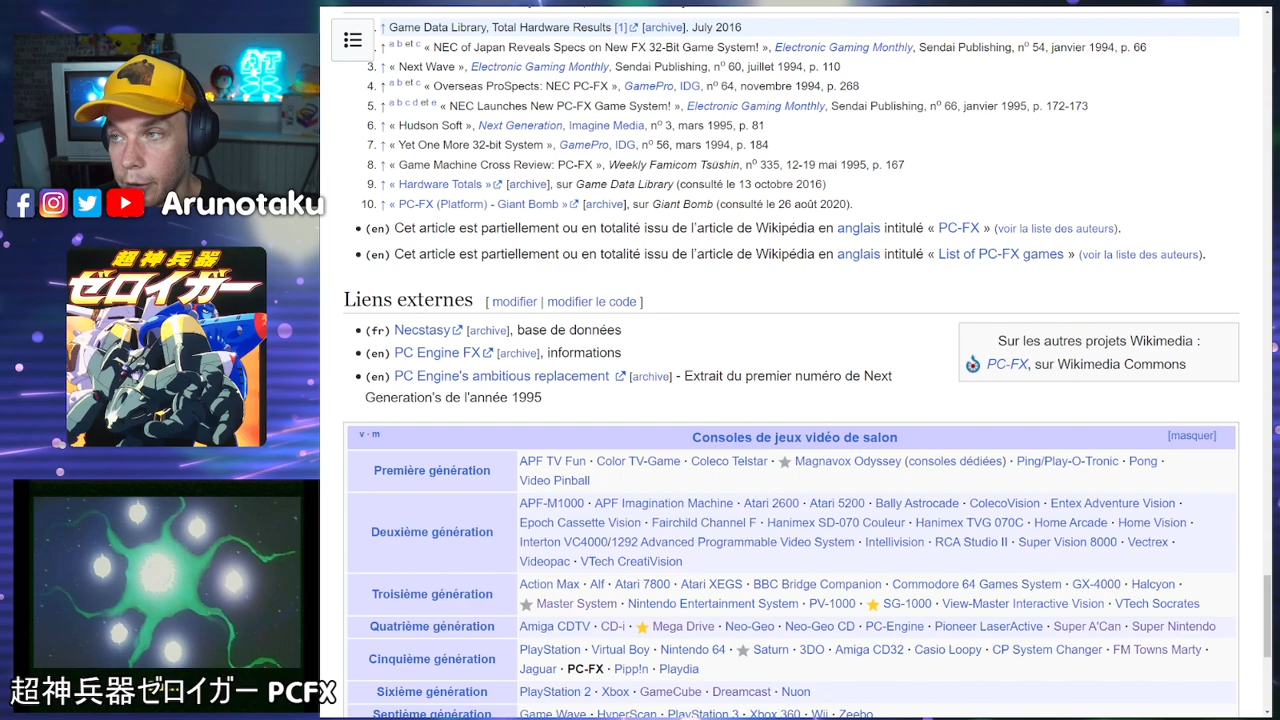 Game Data Library, Total Hardware Results [1] [archive]. July 2016
↑ a b et c « NEC of Japan Reveals Specs on New FX 32-Bit Game System! », Electronic Gaming Monthly, Sendai Publishing, nº 54, janvier 1994, p. 66
3. ↑ « Next Wave », Electronic Gaming Monthly, Sendai Publishing, nº 60, juillet 1994, p. 110
4. ↑ a b et c « Overseas ProSpects: NEC PC-FX », GamePro, IDG, nº 64, novembre 1994, p. 268
5. ↑ a b c d et e « NEC Launches New PC-FX Game System! », Electronic Gaming Monthly, Sendai Publishing, nº 66, janvier 1995, p. 172-173
6. ↑ « Hudson Soft », Next Generation, Imagine Media, nº 3, mars 1995, p. 81
7. ↑ « Yet One More 32-bit System », GamePro, IDG, nº 56, mars 1994, p. 184
8. ↑ « Game Machine Cross Review: PC-FX », Weekly Famicom Tsūshin, nº 335, 12-19 mai 1995, p. 167
9. ↑ « Hardware Totals » [archive], sur Game Data Library (consulté le 13 octobre 2016)
10. ↑ « PC-FX (Platform) - Giant Bomb » [archive], sur Giant Bomb (consulté le 26 août 2020).
• (en) Cet article est partiellement ou en totalité issu de l'article de Wikipédia en anglais intitulé « PC-FX » (voir la liste des auteurs).
• (en) Cet article est partiellement ou en totalité issu de l'article de Wikipédia en anglais intitulé « List of PC-FX games » (voir la liste des auteurs).
Liens externes [ modifier | modifier le code ]
• (fr) Necstasy [archive], base de données
• (en) PC Engine FX [archive], informations
• (en) PC Engine's ambitious replacement [archive] - Extrait du premier numéro de Next
Generation's de l'année 1995
Sur les autres projets Wikimedia :
PC-FX, sur Wikimedia Commons
v · m Consoles de jeux vidéo de salon [masquer]
Première génération
APF TV Fun · Color TV-Game · Coleco Telstar · Magnavox Odyssey (consoles dédiées) · Ping/Play-O-Tronic · Pong ·
Video Pinball
Deuxième génération
APF-M1000 · APF Imagination Machine · Atari 2600 · Atari 5200 · Bally Astrocade · ColecoVision · Entex Adventure Vision ·
Epoch Cassette Vision · Fairchild Channel F · Hanimex SD-070 Couleur · Hanimex TVG 070C · Home Arcade · Home Vision ·
Interton VC4000/1292 Advanced Programmable Video System · Intellivision · RCA Studio II · Super Vision 8000 · Vectrex ·
Videopac · VTech CreatiVision
Troisième génération
Action Max · Alf · Atari 7800 · Atari XEGS · BBC Bridge Companion · Commodore 64 Games System · GX-4000 · Halcyon ·
Master System · Nintendo Entertainment System · PV-1000 · SG-1000 · View-Master Interactive Vision · VTech Socrates
Quatrième génération
Amiga CDTV · CD-i · Mega Drive · Neo-Geo · Neo-Geo CD · PC-Engine · Pioneer LaserActive · Super A'Can · Super Nintendo
Cinquième génération
PlayStation · Virtual Boy · Nintendo 64 · Saturn · 3DO · Amiga CD32 · Casio Loopy · CP System Changer · FM Towns Marty ·
Jaguar · PC-FX · Pipp!n · Playdia
Sixième génération
PlayStation 2 · Xbox · GameCube · Dreamcast · Nuon
Septième génération
Game Wave · HyperScan · PlayStation 3 · Xbox 360 · Wii · Zeebo
Arunotaku
超神兵器
ゼロイガー
超神兵器ゼロイガー PCFX